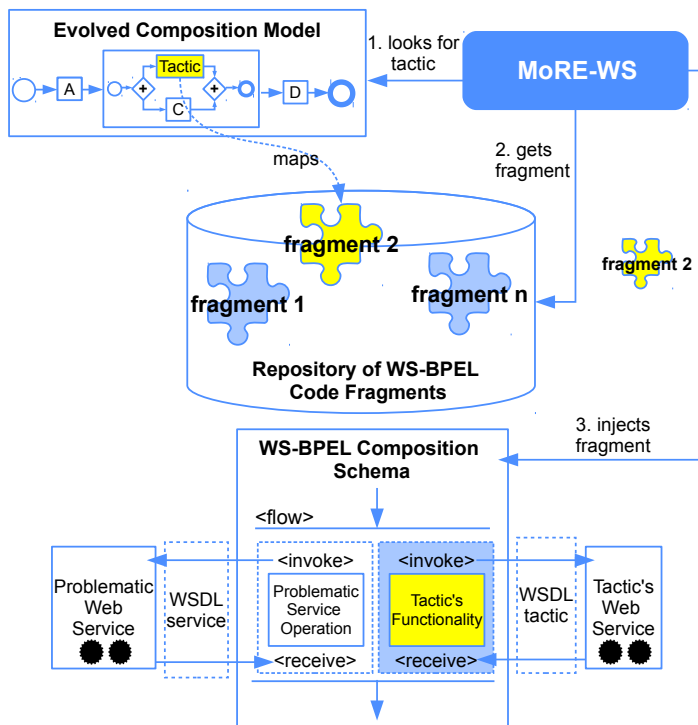 Evolved Composition Model
Tactic
A
C
D
1. looks for
tactic
MoRE-WS
maps
2. gets
fragment
fragment 2
fragment 1
fragment n
fragment 2
Repository of WS-BPEL
Code Fragments
3. injects
fragment
WS-BPEL Composition
Schema
<flow>
Problematic
Web
Service
WSDL
service
<invoke>
Problematic
Service
Operation
<receive>
<invoke>
Tactic's
Functionality
<receive>
WSDL
tactic
Tactic's
Web
Service